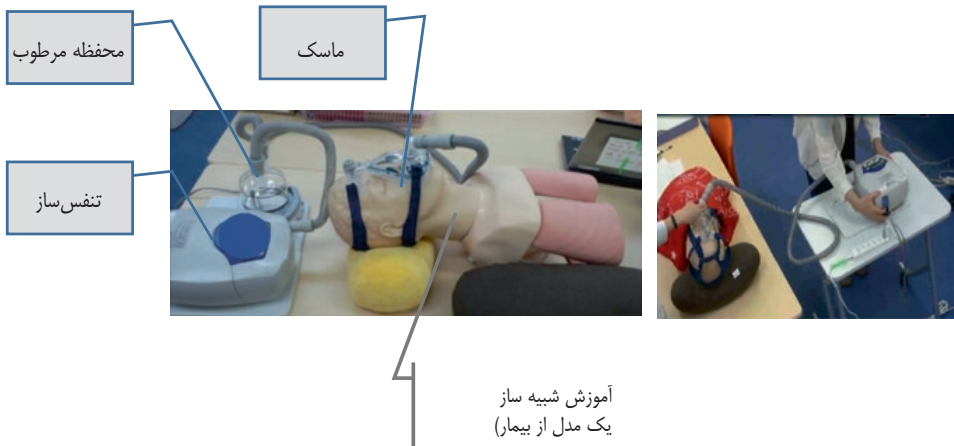 محفظه مرطوب
ماسک
تنفس‌ساز
آموزش شبیه ساز
یک مدل از بیمار)